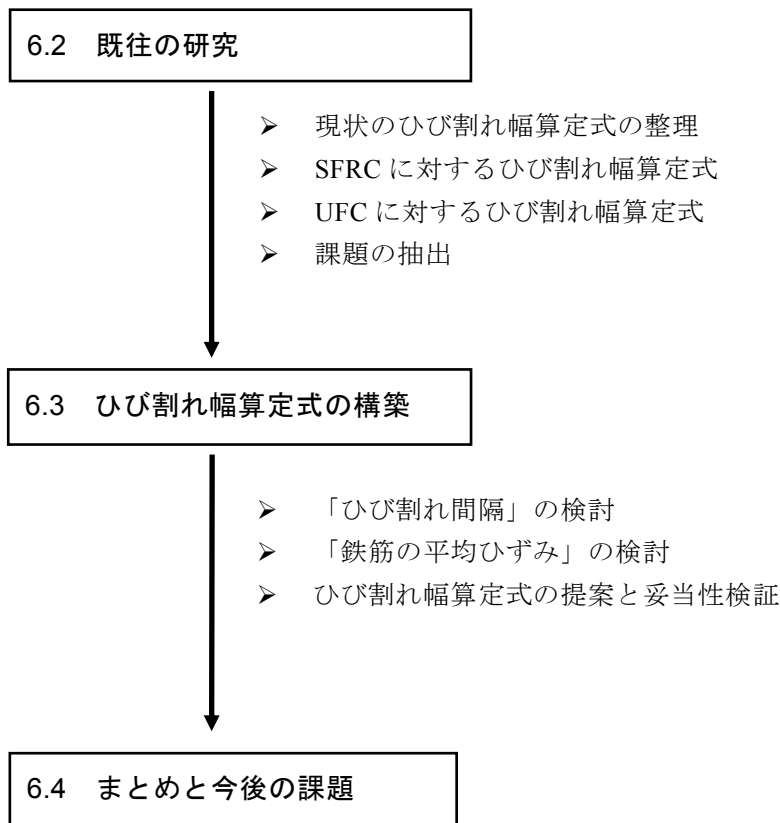 6.2 既往の研究
➢ 現状のひび割れ幅算定式の整理
➢ SFRC に対するひび割れ幅算定式
➢ UFC に対するひび割れ幅算定式
➢ 課題の抽出
6.3 ひび割れ幅算定式の構築
➢ 「ひび割れ間隔」の検討
➢ 「鉄筋の平均ひずみ」の検討
➢ ひび割れ幅算定式の提案と妥当性検証
6.4 まとめと今後の課題